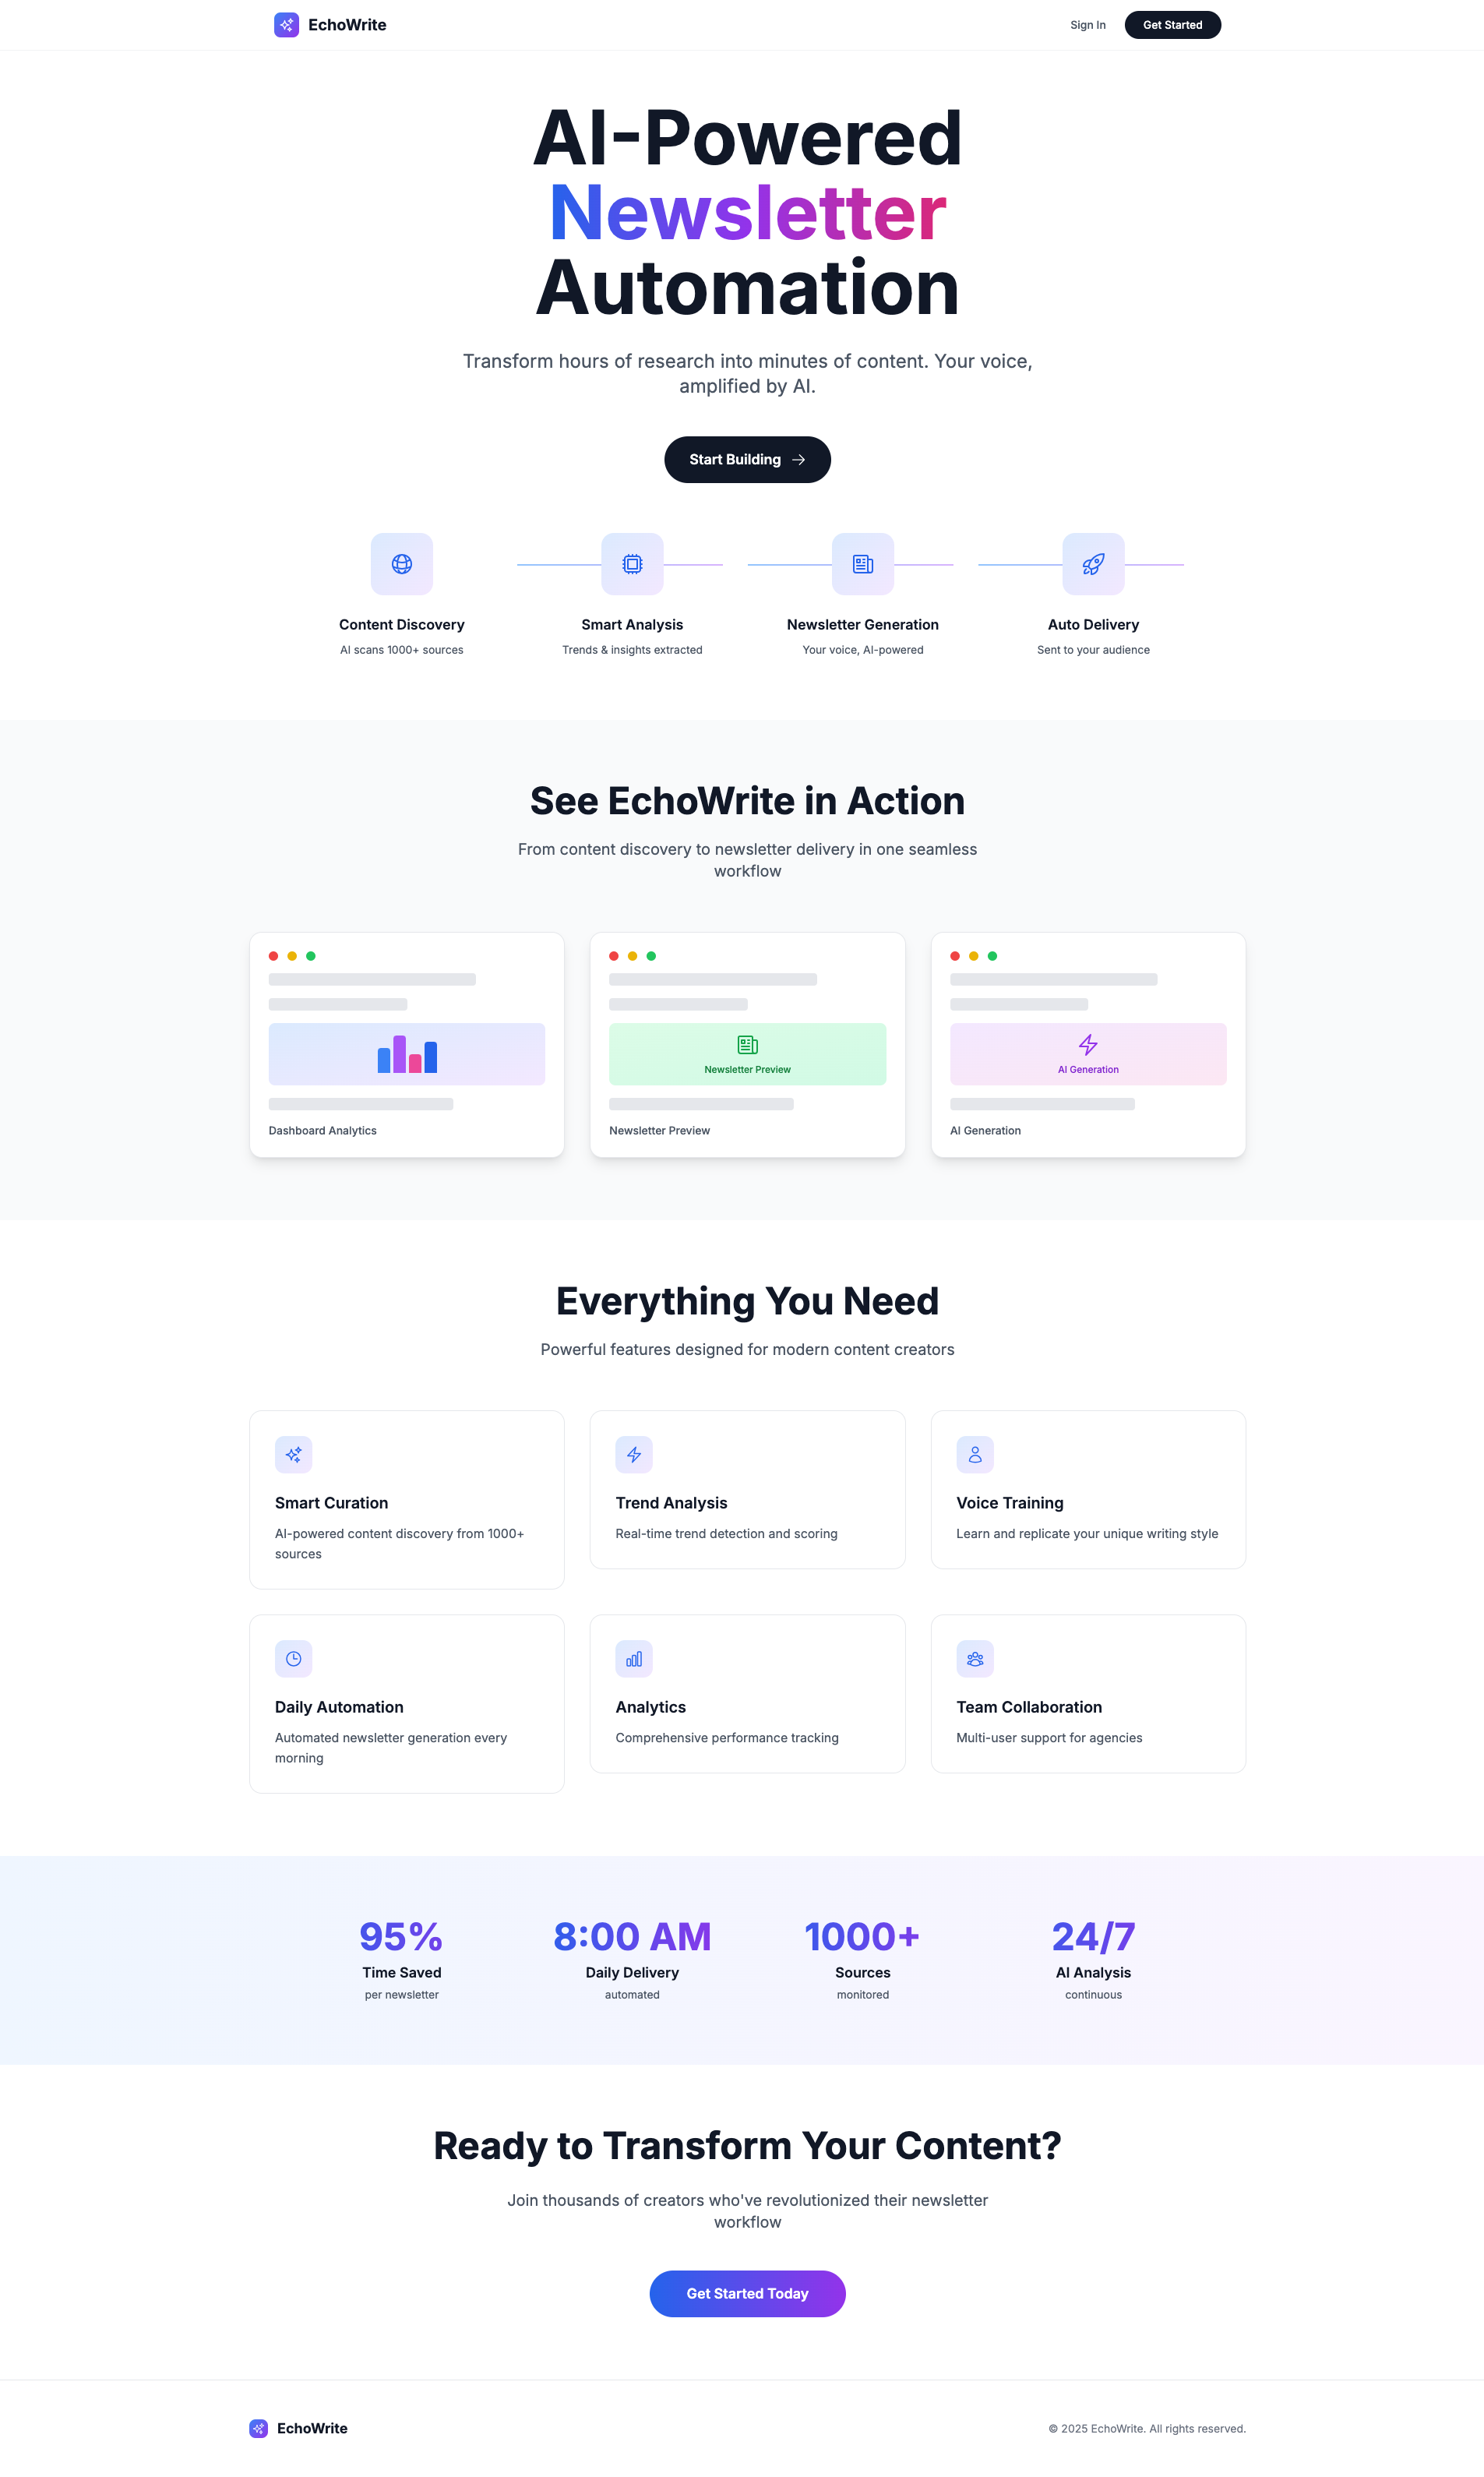 EchoWrite
Sign In
Get Started
AI-Powered
Newsletter
Automation
Transform hours of research into minutes of content. Your voice,
amplified by AI.
Start Building
Content Discovery
AI scans 1000+ sources
Smart Analysis
Trends & insights extracted
Newsletter Generation
Your voice, AI-powered
Auto Delivery
Sent to your audience
See EchoWrite in Action
From content discovery to newsletter delivery in one seamless
workflow
Dashboard Analytics
Newsletter Preview
Newsletter Preview
AI Generation
AI Generation
Everything You Need
Powerful features designed for modern content creators
Smart Curation
AI-powered content discovery from 1000+
sources
Trend Analysis
Real-time trend detection and scoring
Voice Training
Learn and replicate your unique writing style
Daily Automation
Automated newsletter generation every
morning
Analytics
Comprehensive performance tracking
Team Collaboration
Multi-user support for agencies
95%
Time Saved
per newsletter
8:00 AM
Daily Delivery
automated
1000+
Sources
monitored
24/7
AI Analysis
continuous
Ready to Transform Your Content?
Join thousands of creators who've revolutionized their newsletter
workflow
Get Started Today
EchoWrite
© 2025 EchoWrite. All rights reserved.